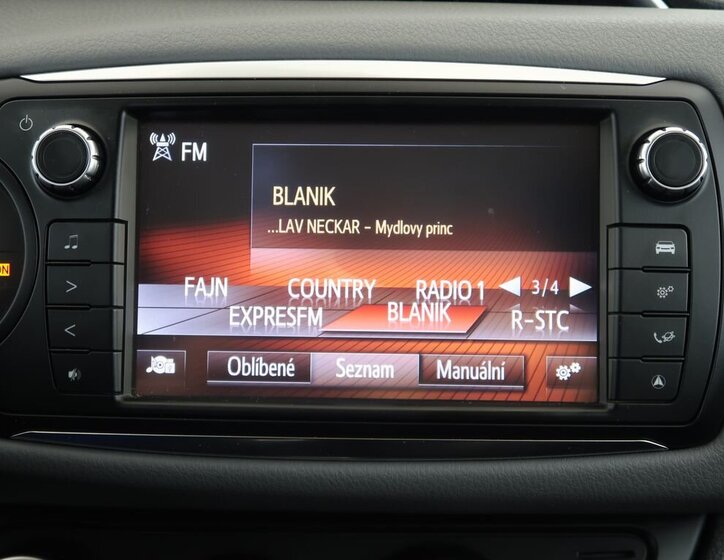 FM
BLANIK
...LAV NECKAR - Mydlovy princ
FAJN COUNTRY RADIO 1 3/4
EXPRESFM BLANIK R-STC
Oblíbené Seznam Manuální